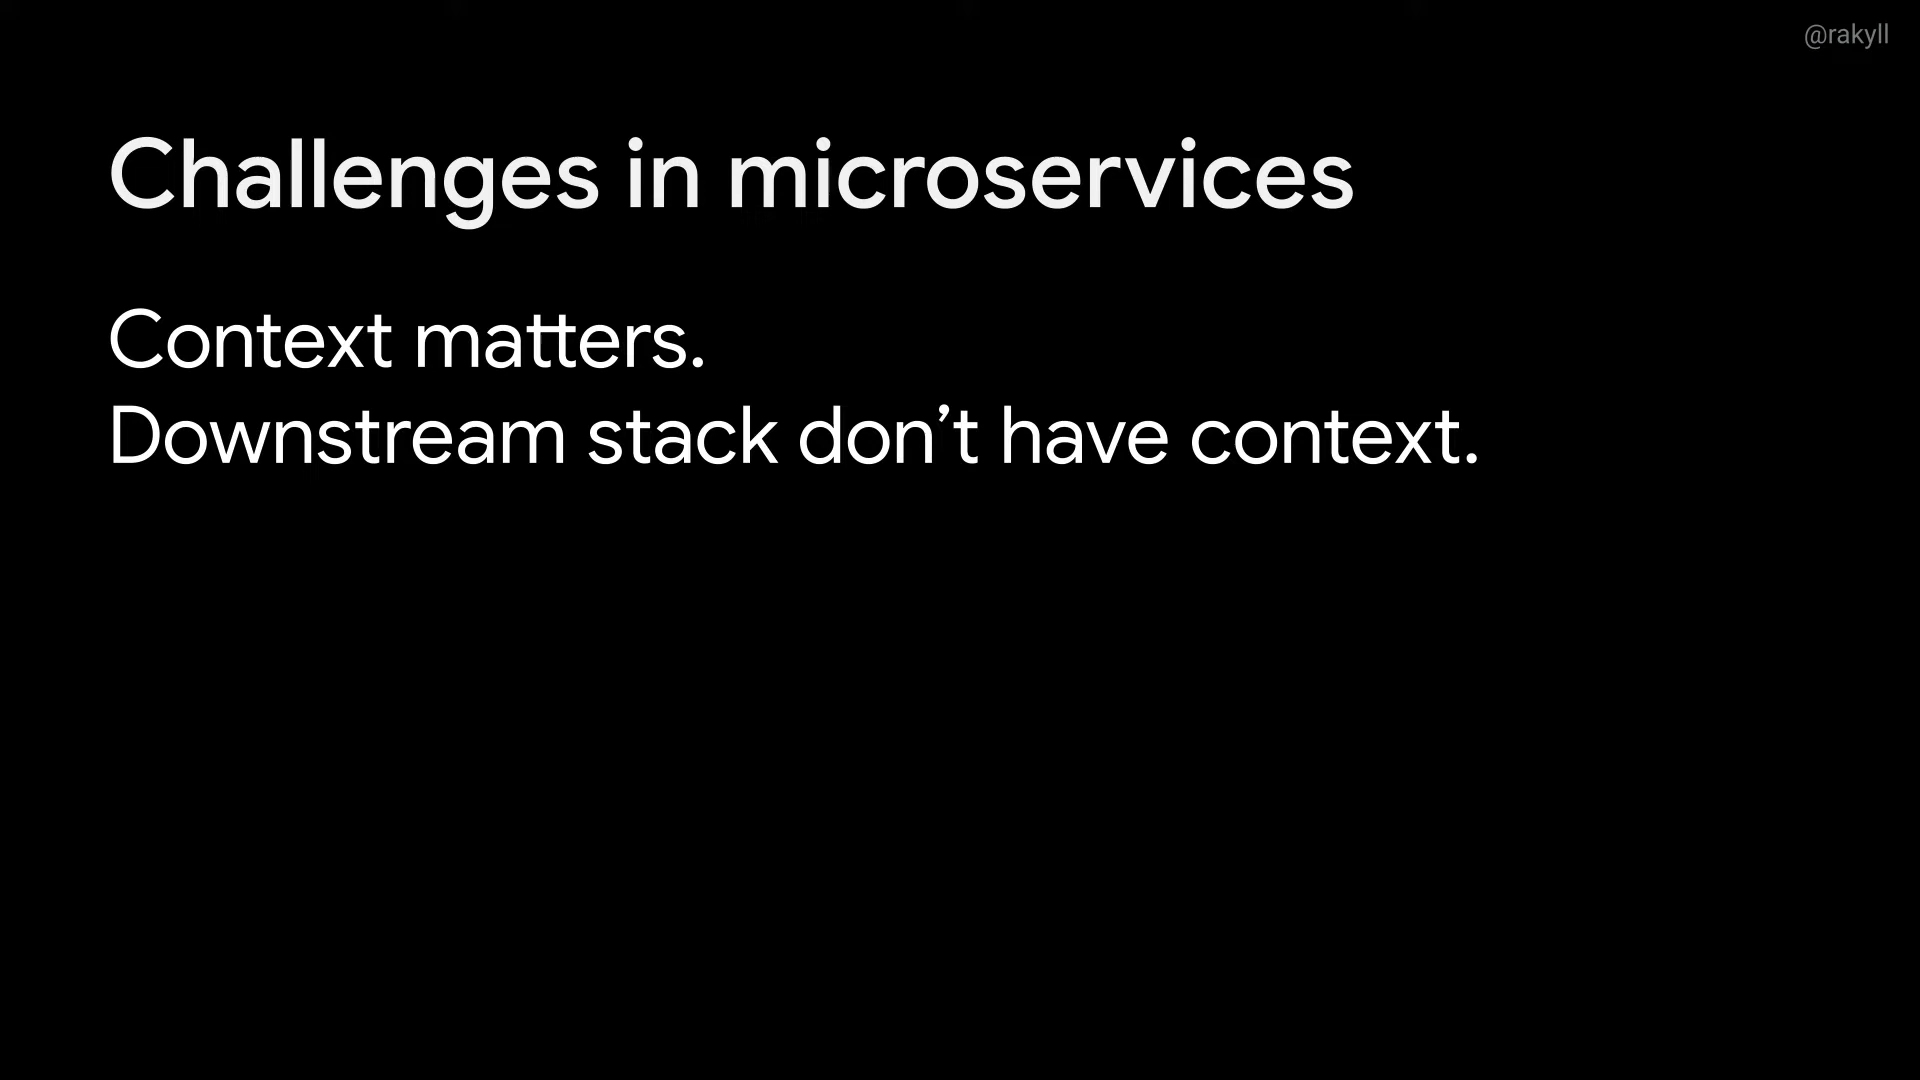 @rakyll
Challenges in microservices
Context matters.
Downstream stack don’t have context.